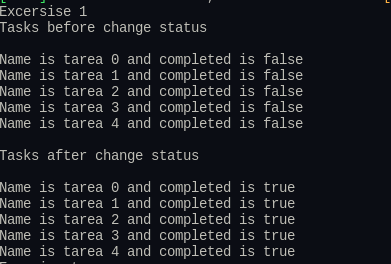 Excersise 1
Tasks before change status
Name is tarea 0 and completed is false
Name is tarea 1 and completed is false
Name is tarea 2 and completed is false
Name is tarea 3 and completed is false
Name is tarea 4 and completed is false
Tasks after change status
Name is tarea 0 and completed is true
Name is tarea 1 and completed is true
Name is tarea 2 and completed is true
Name is tarea 3 and completed is true
Name is tarea 4 and completed is true